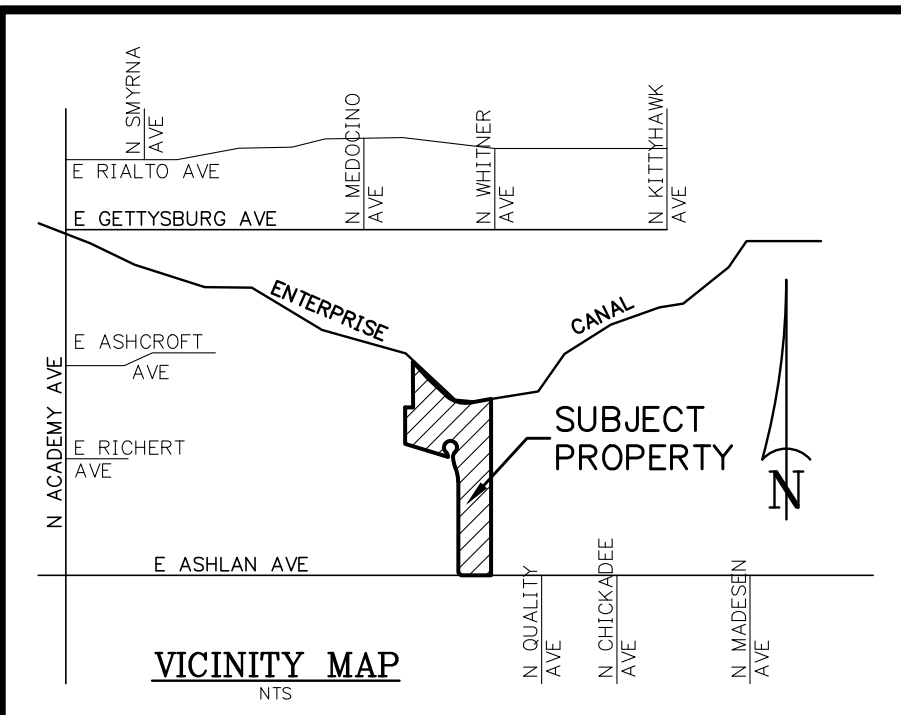 N SMYRNA
AVE
N MEDOCINO
AVE
N WHITNER
AVE
N KITTYHAWK
AVE
E RIALTO AVE
E GETTYSBURG AVE
ENTERPRISE
CANAL
E ASHCROFT
AVE
N ACADEMY AVE
E RICHERT
AVE
SUBJECT
PROPERTY
N
E ASHLAN AVE
N QUALITY
AVE
N CHICKADEE
AVE
N MADESEN
AVE
VICINITY MAP
NTS